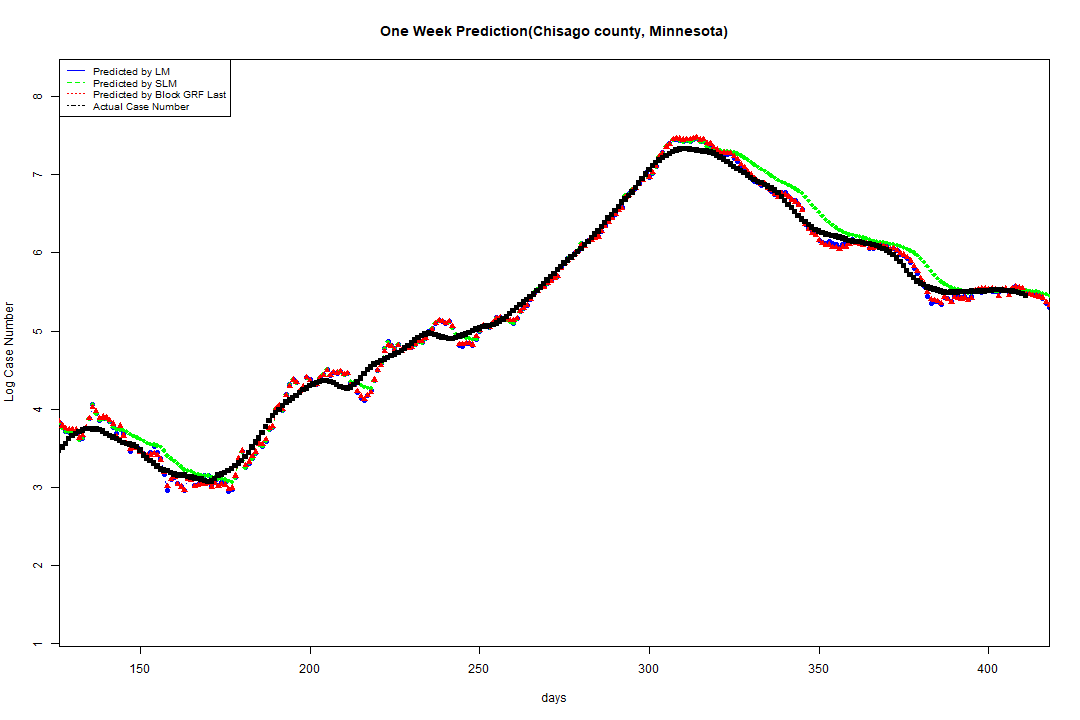 One Week Prediction(Chisago county, Minnesota)
Predicted by LM
Predicted by SLM
Predicted by Block GRF Last
Actual Case Number
8
7
6
5
4
3
2
1
Log Case Number
150 200 250 300 350 400
days